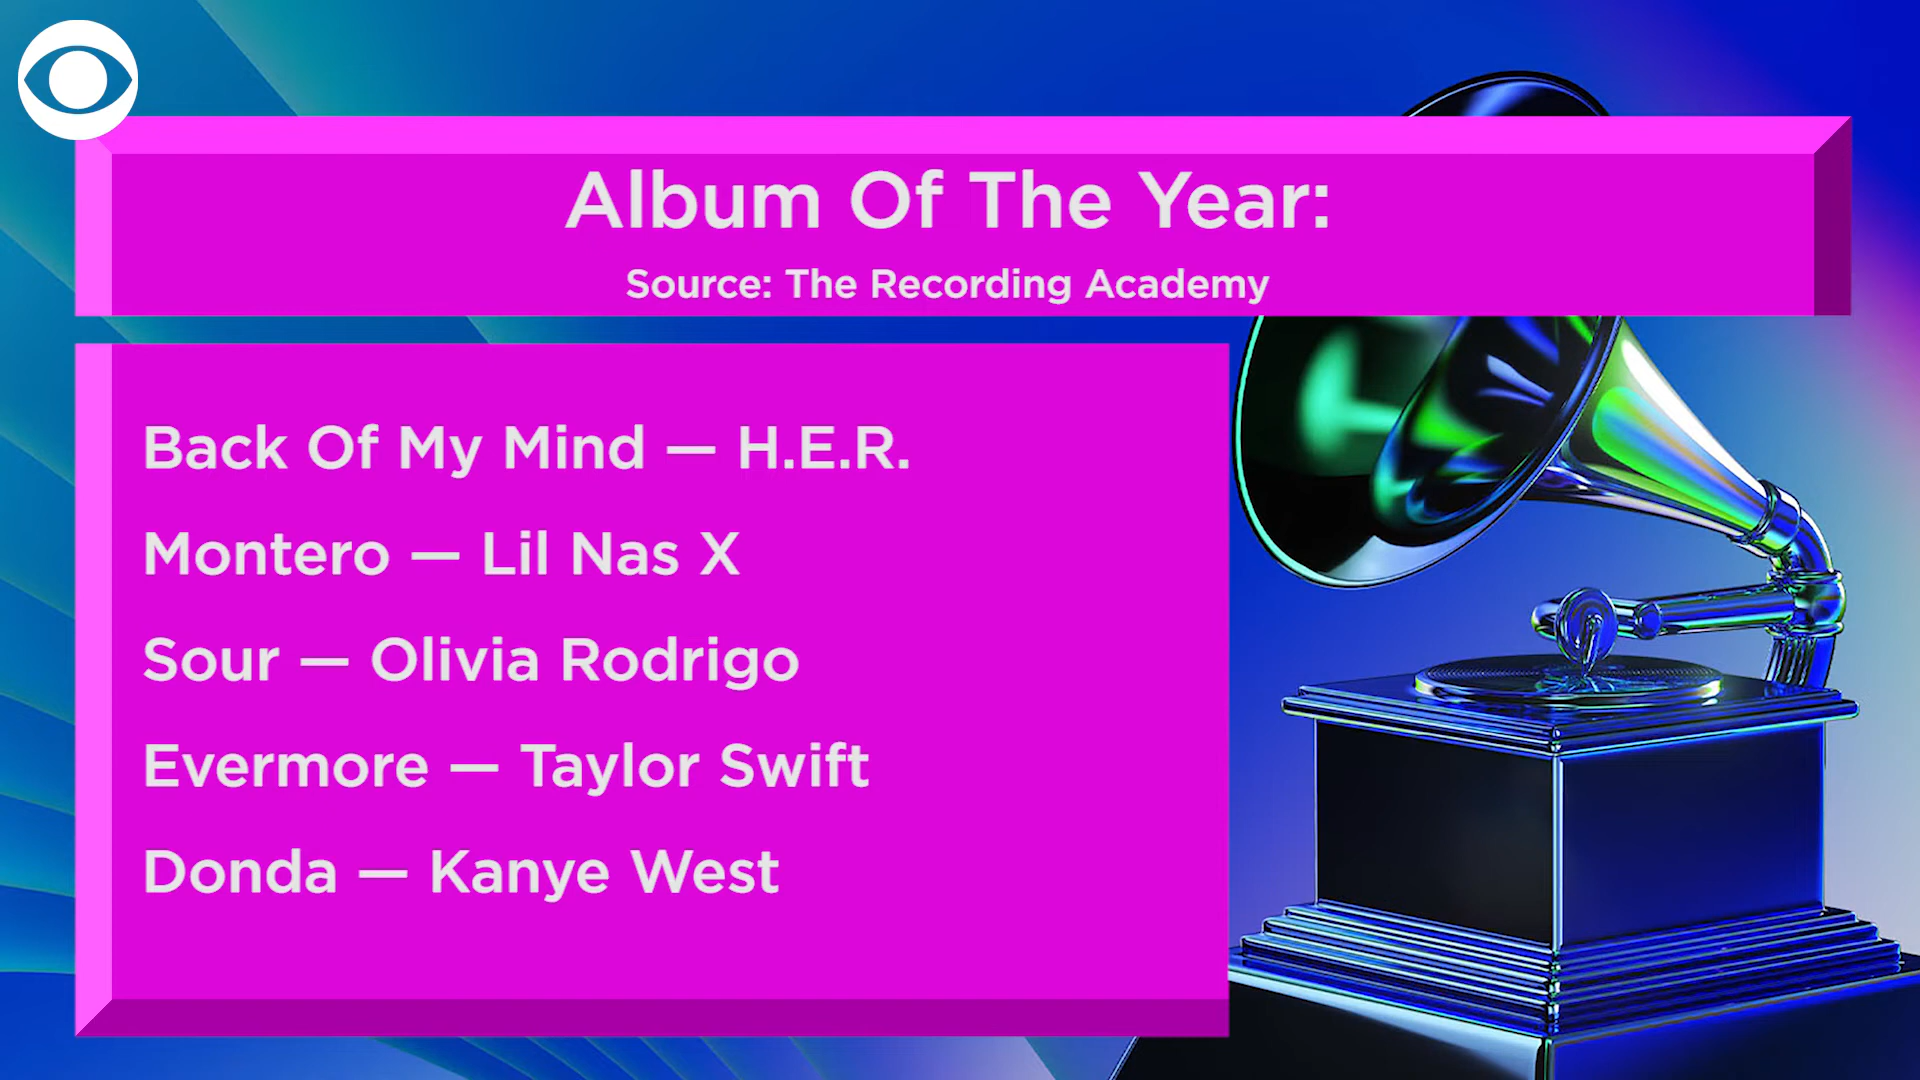 Album Of The Year:
Source: The Recording Academy
Back Of My Mind — H.E.R.
Montero — Lil Nas X
Sour — Olivia Rodrigo
Evermore — Taylor Swift
Donda — Kanye West